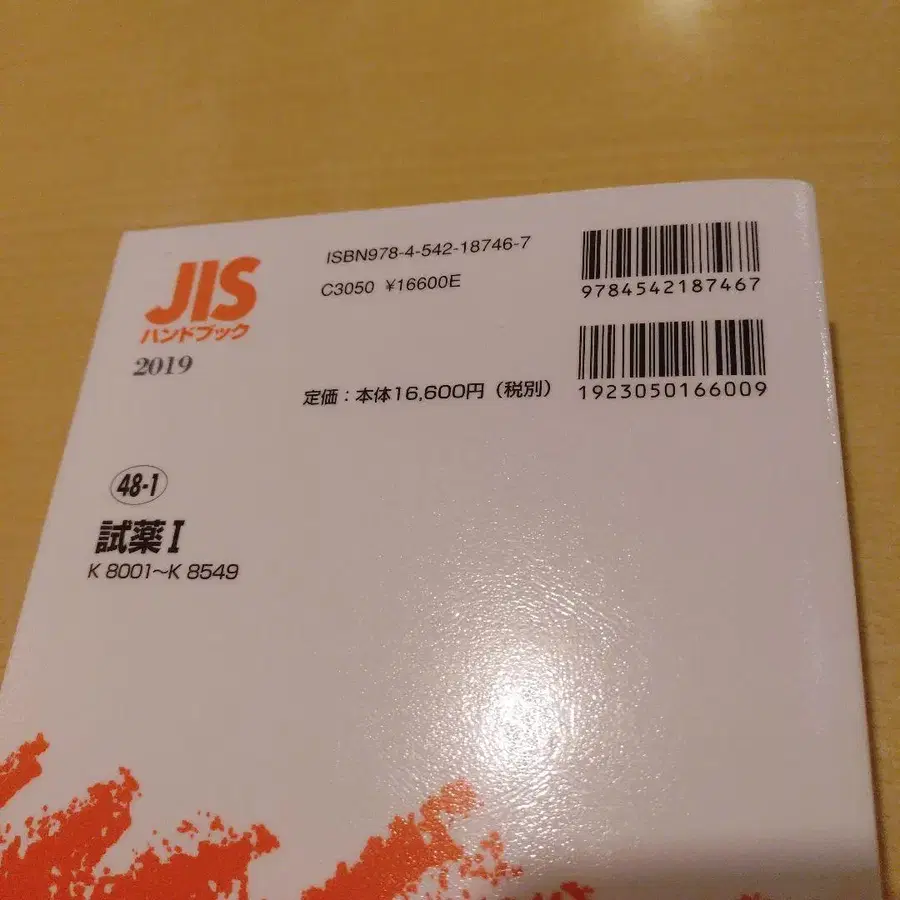 JIS
ハンドブック
2019
ISBN978-4-542-18746-7
C3050 ¥16600E
定価：本体16,600円（税別）
9784542187467
1923050166009
48-1
試薬Ⅰ
K 8001～K 8549